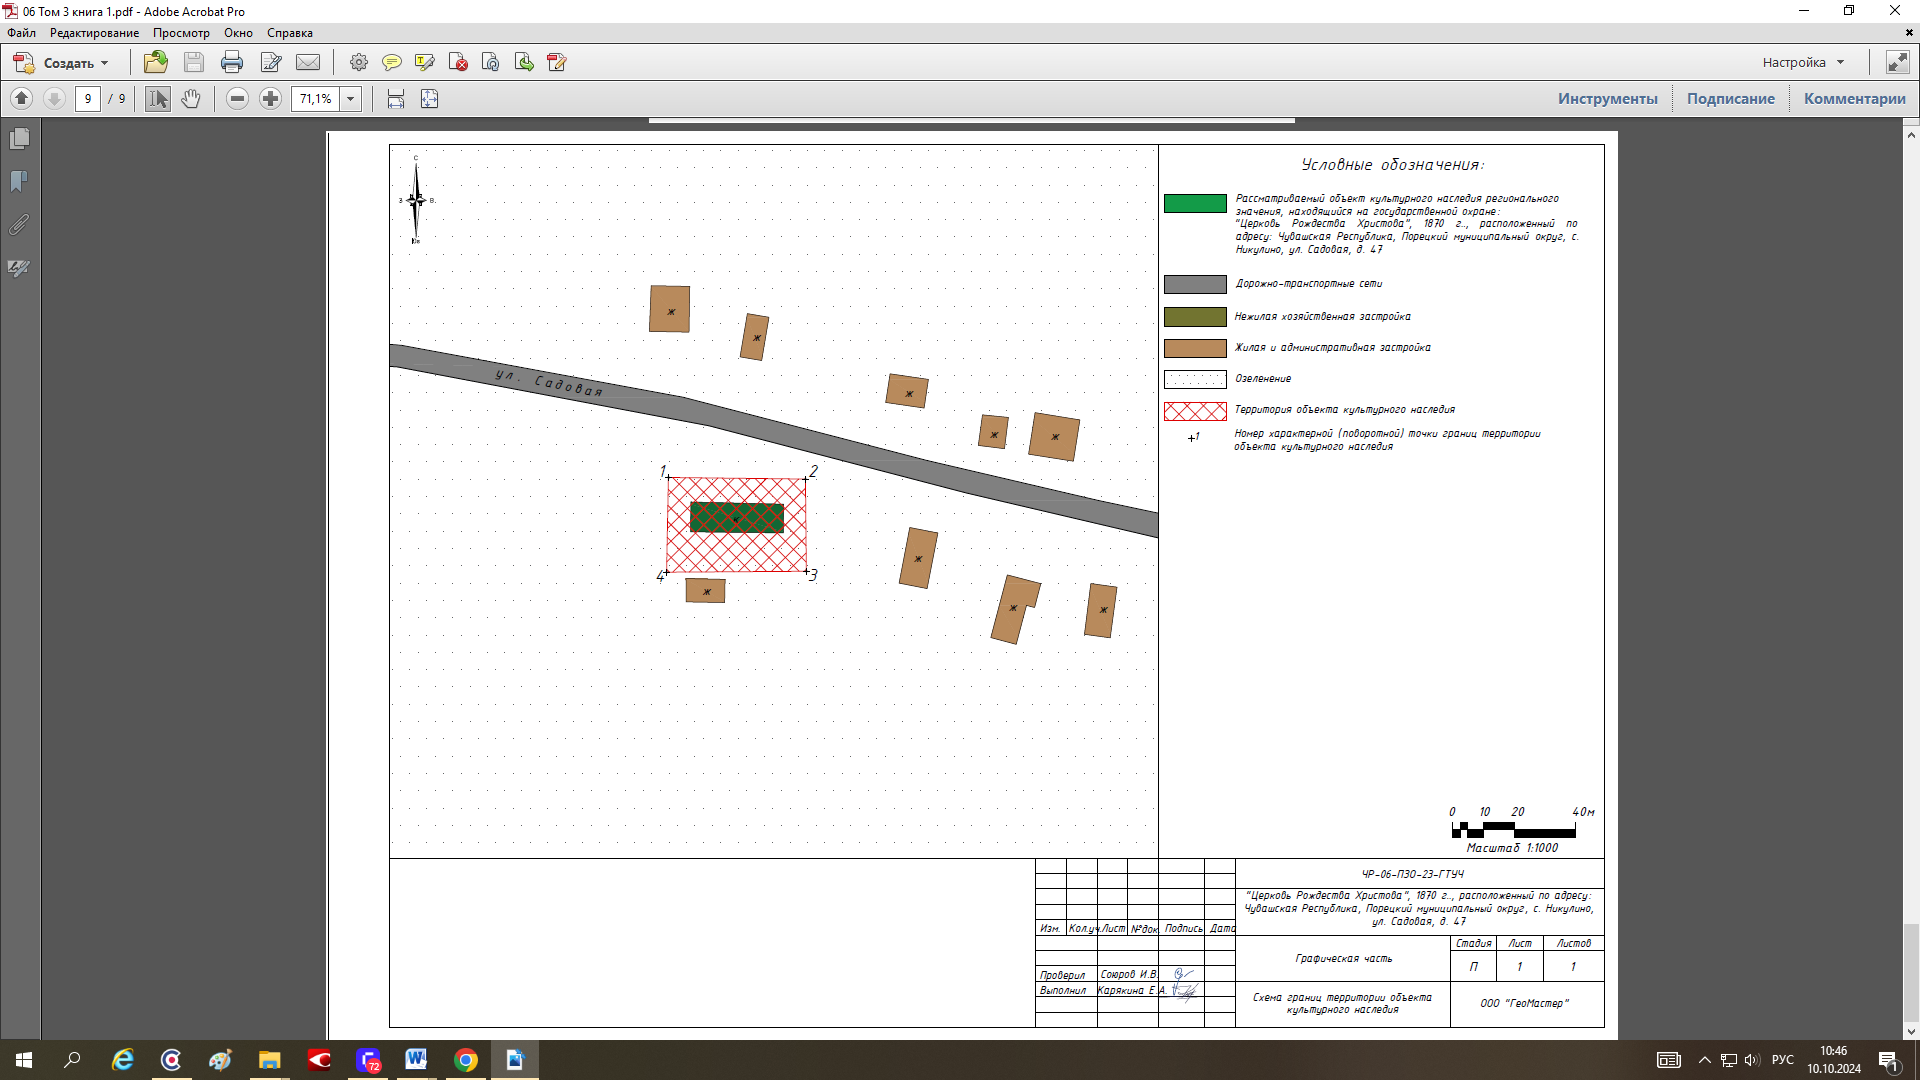 06 Том 3 книга 1.pdf - Adobe Acrobat Pro
Файл Редактирование Просмотр Окно Справка
Создать
Настройка
9 / 9 71,1%
Инструменты Подписание Комментарии
С
З В
Ю
ул. Садовая
ж
ж
ж
ж
ж
1 2
к
4 3
ж
ж
ж
ж
Условные обозначения:
Рассматриваемый объект культурного наследия регионального
значения, находящийся на государственной охране:
"Церковь Рождества Христова", 1870 г.., расположенный по
адресу: Чувашская Республика, Порецкий муниципальный округ, с.
Никулино, ул. Садовая, д. 47
Дорожно-транспортные сети
Нежилая хозяйственная застройка
Жилая и административная застройка
Озеленение
Территория объекта культурного наследия
+1 Номер характерной (поворотной) точки границ территории
объекта культурного наследия
0 10 20 40м
Масштаб 1:1000
ЧР-06-ПЗО-23-ГТУЧ
"Церковь Рождества Христова", 1870 г.., расположенный по адресу:
Чувашская Республика, Порецкий муниципальный округ, с. Никулино,
ул. Садовая, д. 47
Изм. Кол.уч. Лист №док. Подпись Дата
Графическая часть
Стадия Лист Листов
П 1 1
Проверил Союров И.В.
Выполнил Карякина Е.А.
Схема границ территории объекта
культурного наследия
ООО "ГеоМастер"
72
РУС
10:46
10.10.2024
1